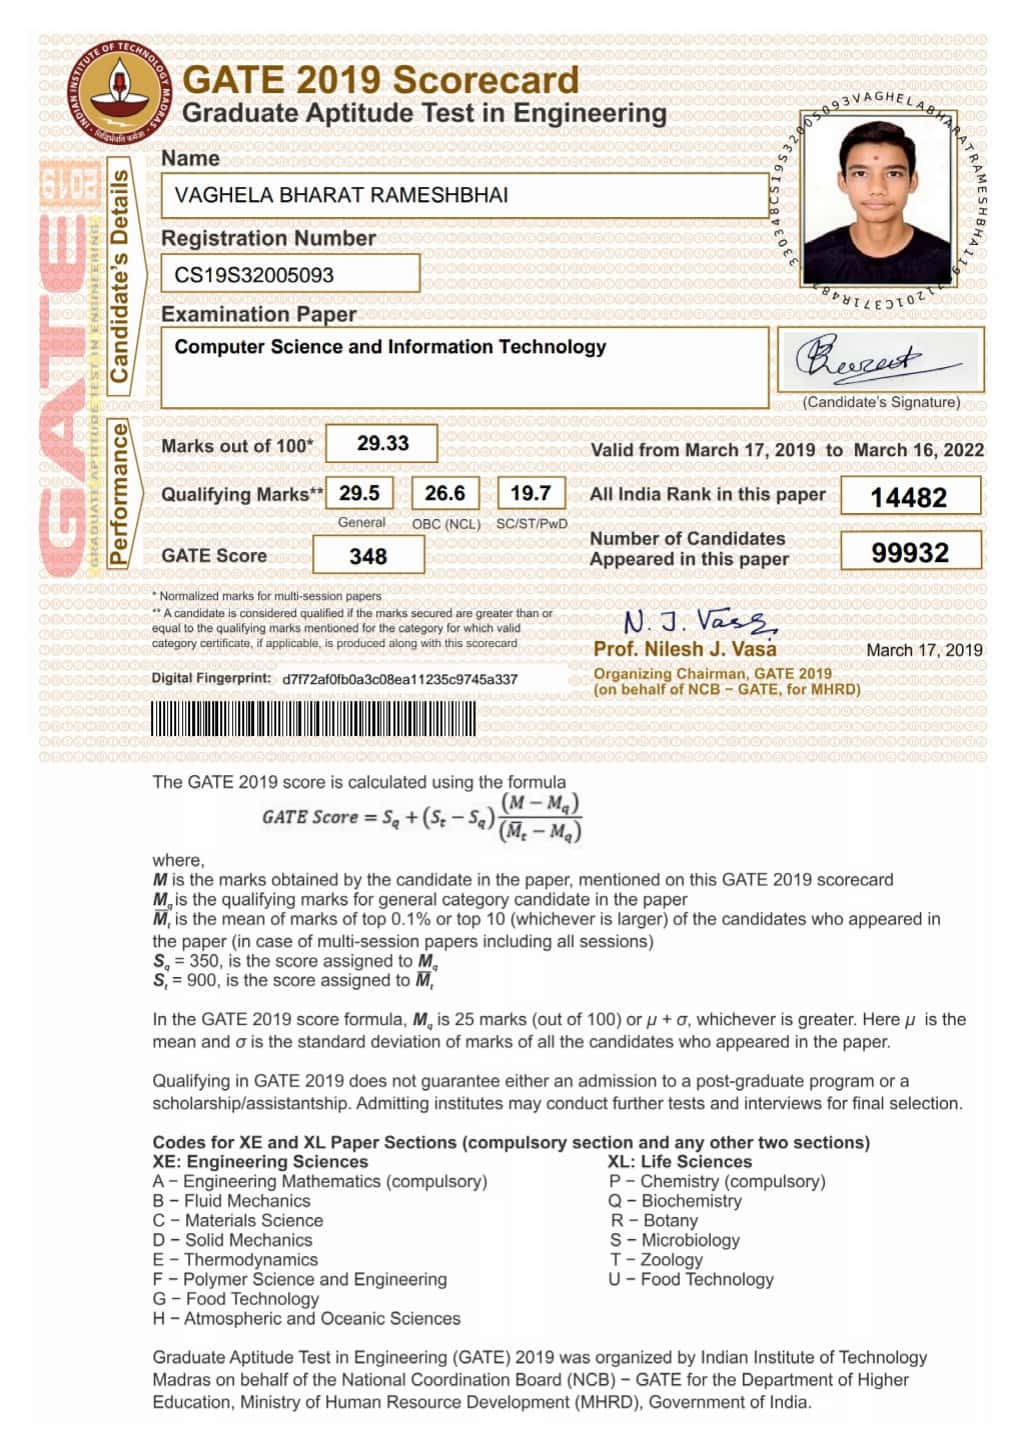 GATE 2019 Scorecard
Graduate Aptitude Test in Engineering
INDIAN INSTITUTE OF TECHNOLOGY MADRAS
सिद्धिर्भवति कर्मजा
2019
GATE
GRADUATE APTITUDE TEST IN ENGINEERING
Candidate's Details
Name
VAGHELA BHARAT RAMESHBHAI
Registration Number
CS19S32005093
Examination Paper
Computer Science and Information Technology
(Candidate's Signature)
Performance
Marks out of 100* 29.33
Valid from March 17, 2019 to March 16, 2022
Qualifying Marks** 29.5 26.6 19.7
General OBC (NCL) SC/ST/PwD
All India Rank in this paper 14482
GATE Score 348
Number of Candidates
Appeared in this paper 99932
* Normalized marks for multi-session papers
** A candidate is considered qualified if the marks secured are greater than or
equal to the qualifying marks mentioned for the category for which valid
category certificate, if applicable, is produced along with this scorecard
N. J. Vasa
Prof. Nilesh J. Vasa
March 17, 2019
Organizing Chairman, GATE 2019
(on behalf of NCB − GATE, for MHRD)
Digital Fingerprint: d7f72af0fb0a3c08ea11235c9745a337
The GATE 2019 score is calculated using the formula
GATE Score = S_q + (S_t − S_q) (M − M_q) / (M̅_t − M_q)
where,
M is the marks obtained by the candidate in the paper, mentioned on this GATE 2019 scorecard
M_q is the qualifying marks for general category candidate in the paper
M̅_t is the mean of marks of top 0.1% or top 10 (whichever is larger) of the candidates who appeared in
the paper (in case of multi-session papers including all sessions)
S_q = 350, is the score assigned to M_q
S_t = 900, is the score assigned to M̅_t
In the GATE 2019 score formula, M_q is 25 marks (out of 100) or μ + σ, whichever is greater. Here μ is the
mean and σ is the standard deviation of marks of all the candidates who appeared in the paper.
Qualifying in GATE 2019 does not guarantee either an admission to a post-graduate program or a
scholarship/assistantship. Admitting institutes may conduct further tests and interviews for final selection.
Codes for XE and XL Paper Sections (compulsory section and any other two sections)
XE: Engineering Sciences
A − Engineering Mathematics (compulsory)
B − Fluid Mechanics
C − Materials Science
D − Solid Mechanics
E − Thermodynamics
F − Polymer Science and Engineering
G − Food Technology
H − Atmospheric and Oceanic Sciences
XL: Life Sciences
P − Chemistry (compulsory)
Q − Biochemistry
R − Botany
S − Microbiology
T − Zoology
U − Food Technology
Graduate Aptitude Test in Engineering (GATE) 2019 was organized by Indian Institute of Technology
Madras on behalf of the National Coordination Board (NCB) − GATE for the Department of Higher
Education, Ministry of Human Resource Development (MHRD), Government of India.